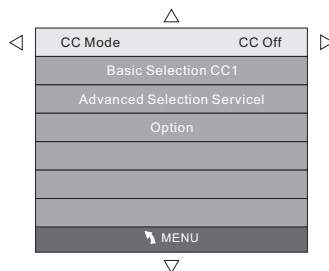 CC Mode CC Off
Basic Selection CC1
Advanced Selection Servicel
Option
MENU